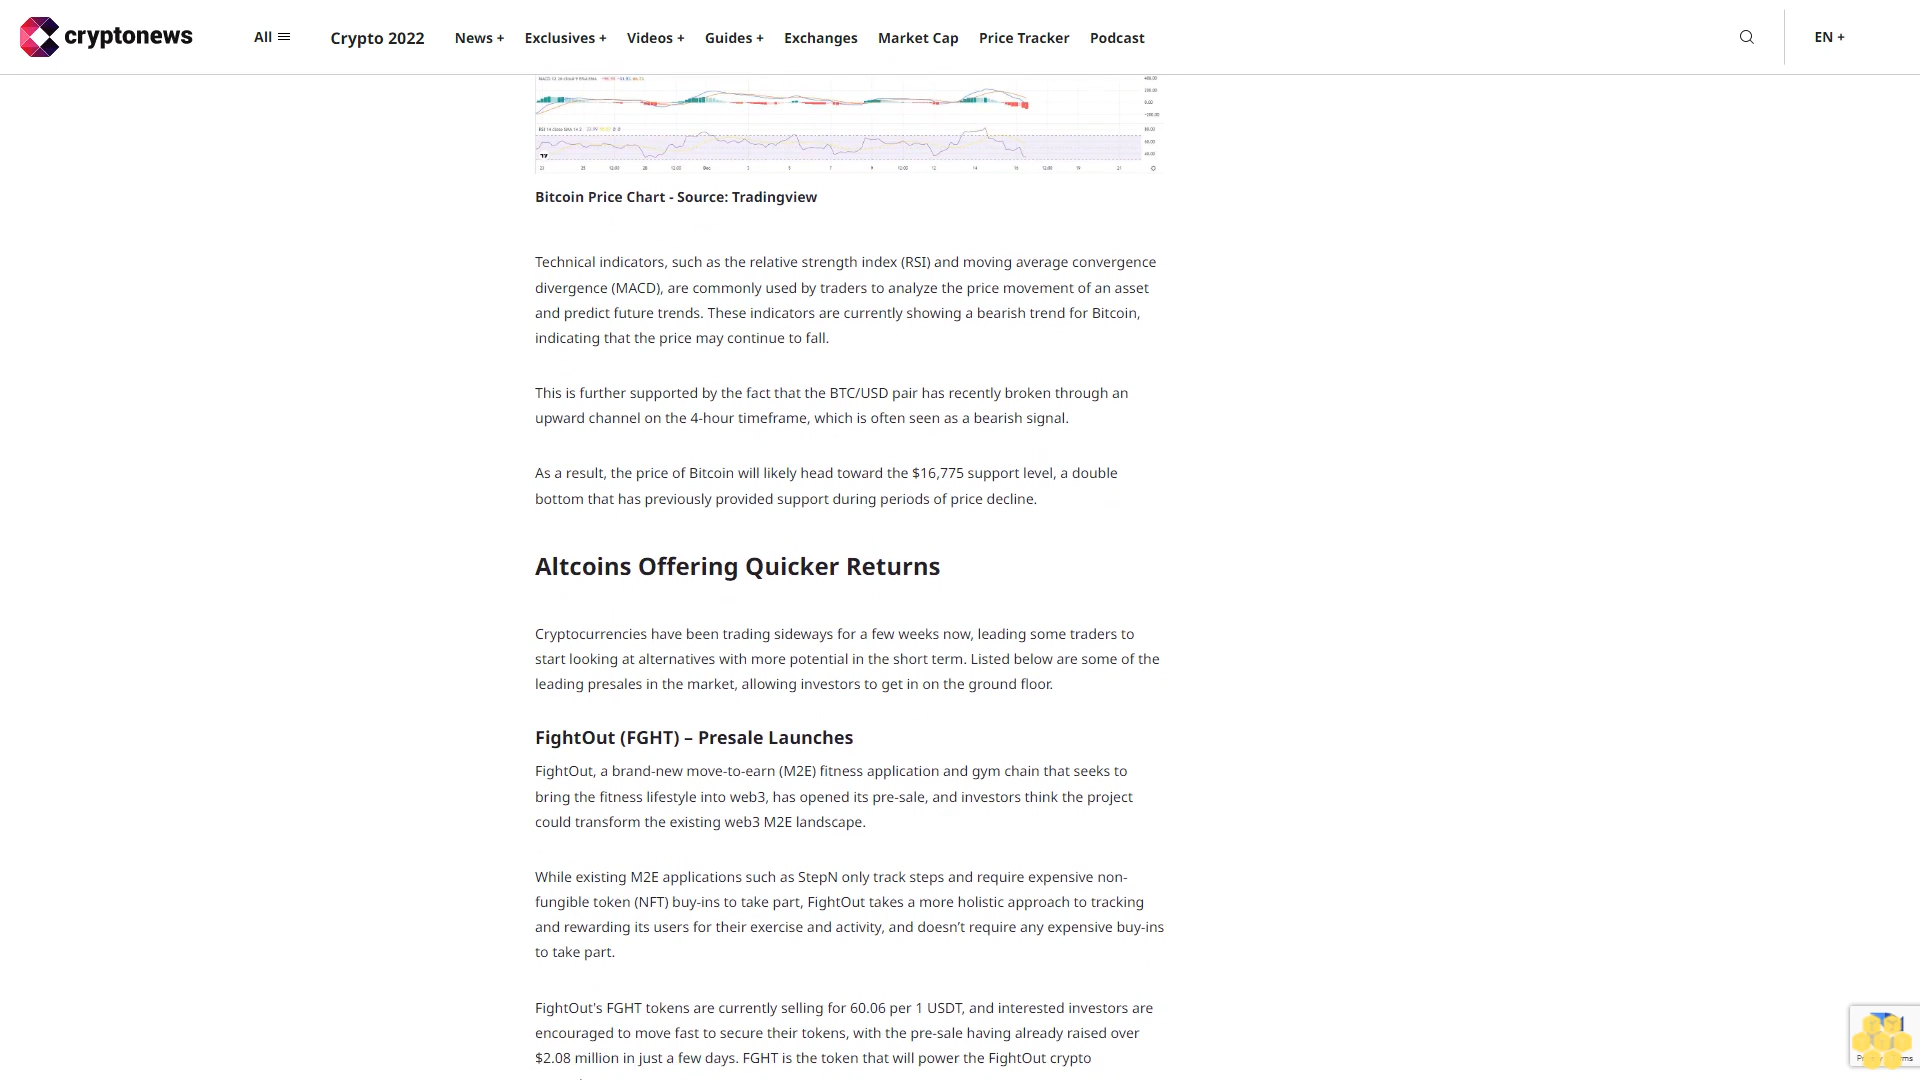 cryptonews
All
Crypto 2022
News +
Exclusives +
Videos +
Guides +
Exchanges
Market Cap
Price Tracker
Podcast
EN +
Bitcoin Price Chart - Source: Tradingview
Technical indicators, such as the relative strength index (RSI) and moving average convergence
divergence (MACD), are commonly used by traders to analyze the price movement of an asset
and predict future trends. These indicators are currently showing a bearish trend for Bitcoin,
indicating that the price may continue to fall.
This is further supported by the fact that the BTC/USD pair has recently broken through an
upward channel on the 4-hour timeframe, which is often seen as a bearish signal.
As a result, the price of Bitcoin will likely head toward the $16,775 support level, a double
bottom that has previously provided support during periods of price decline.
Altcoins Offering Quicker Returns
Cryptocurrencies have been trading sideways for a few weeks now, leading some traders to
start looking at alternatives with more potential in the short term. Listed below are some of the
leading presales in the market, allowing investors to get in on the ground floor.
FightOut (FGHT) – Presale Launches
FightOut, a brand-new move-to-earn (M2E) fitness application and gym chain that seeks to
bring the fitness lifestyle into web3, has opened its pre-sale, and investors think the project
could transform the existing web3 M2E landscape.
While existing M2E applications such as StepN only track steps and require expensive non-
fungible token (NFT) buy-ins to take part, FightOut takes a more holistic approach to tracking
and rewarding its users for their exercise and activity, and doesn’t require any expensive buy-ins
to take part.
FightOut's FGHT tokens are currently selling for 60.06 per 1 USDT, and interested investors are
encouraged to move fast to secure their tokens, with the pre-sale having already raised over
$2.08 million in just a few days. FGHT is the token that will power the FightOut crypto